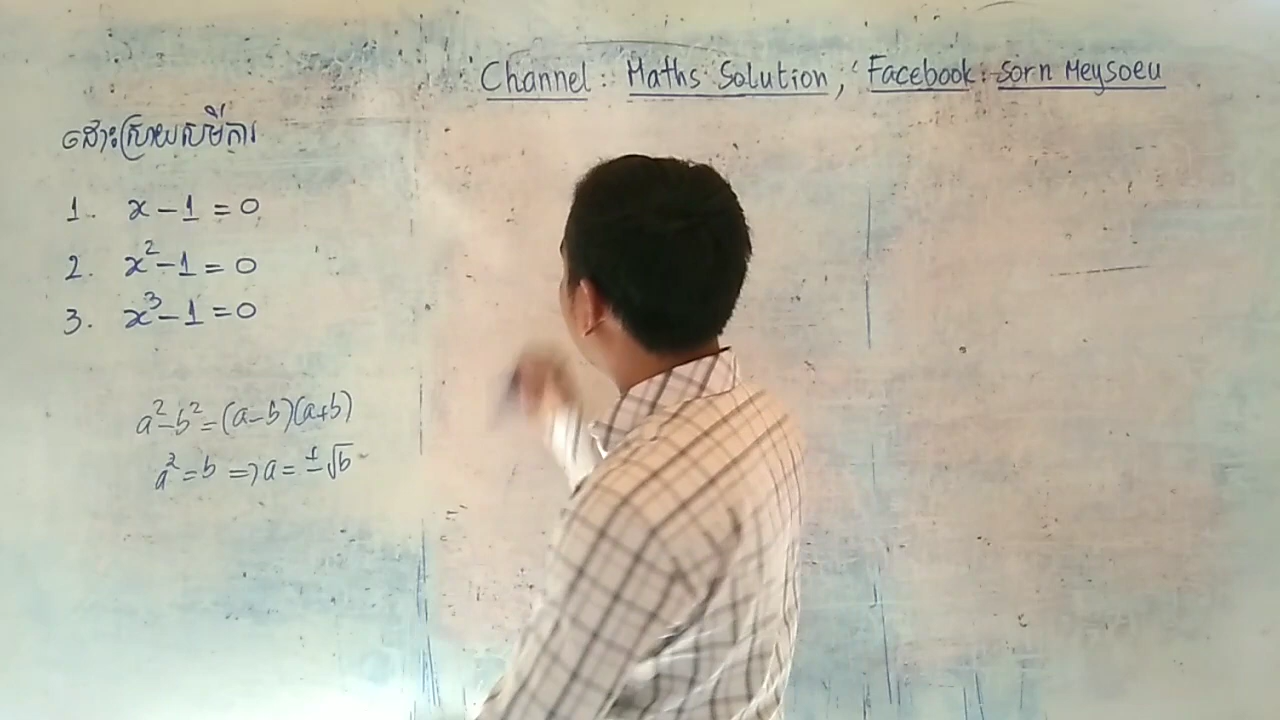 Channel : Maths Solution , Facebook : Sorn Meysoeu
ដោះស្រាយសមីការ
1. x - 1 = 0
2. x² - 1 = 0
3. x³ - 1 = 0
a² - b² = (a - b)(a + b)
a² = b ⇒ a = ±√b